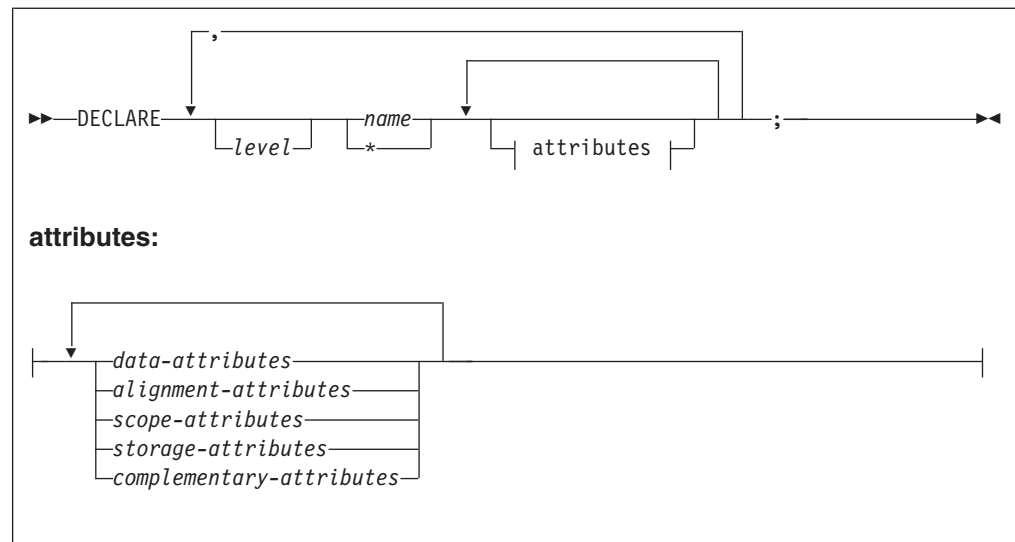 ,
DECLARE name ;
level * attributes
attributes:
data-attributes
alignment-attributes
scope-attributes
storage-attributes
complementary-attributes